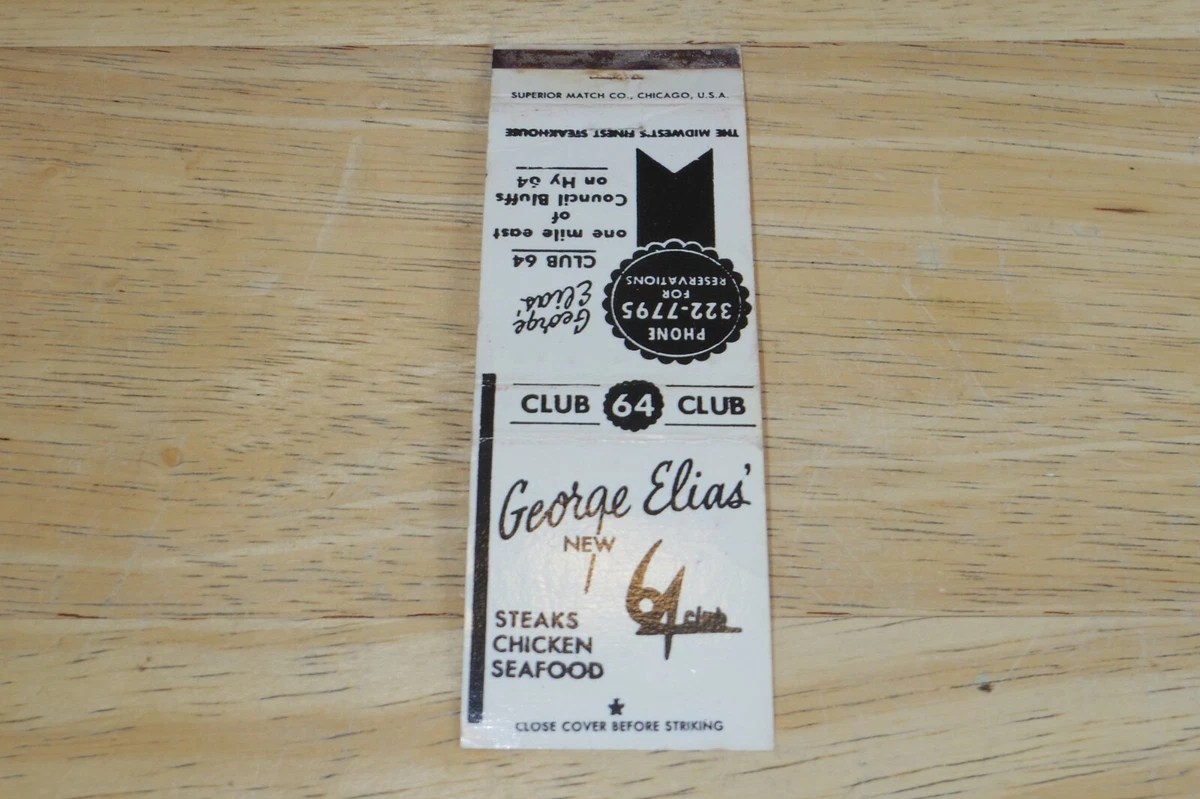 SUPERIOR MATCH CO., CHICAGO, U.S.A.
THE MIDWEST'S FINEST STEAKHOUSE
PHONE
322-7795
FOR
RESERVATIONS
George
Elias'
CLUB 64
one mile east
of
Council Bluffs
on Hy 64
CLUB 64 CLUB
George Elias'
NEW
64 club
STEAKS
CHICKEN
SEAFOOD
CLOSE COVER BEFORE STRIKING